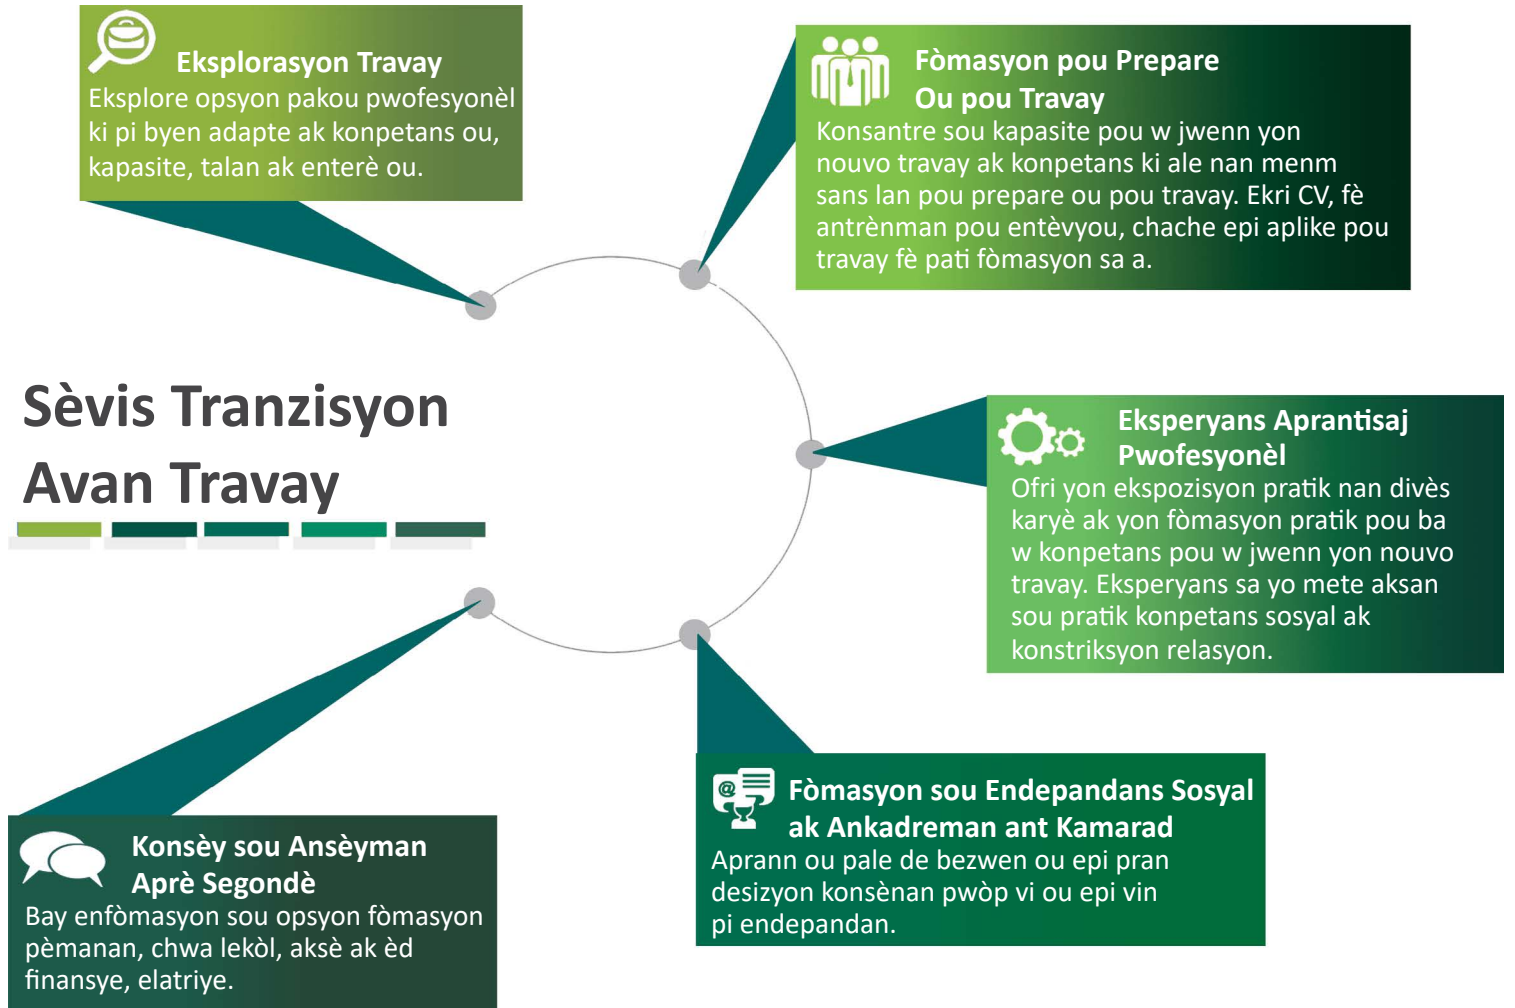 Eksplorasyon Travay
Eksplore opsyon pakou pwofesyonèl
ki pi byen adapte ak konpetans ou,
kapasite, talan ak enterè ou.
Fòmasyon pou Prepare
Ou pou Travay
Konsantre sou kapasite pou w jwenn yon
nouvo travay ak konpetans ki ale nan menm
sans lan pou prepare ou pou travay. Ekri CV, fè
antrènman pou entèvyou, chache epi aplike pou
travay fè pati fòmasyon sa a.
Sèvis Tranzisyon
Avan Travay
Eksperyans Aprantisaj
Pwofesyonèl
Ofri yon ekspozisyon pratik nan divès
karyè ak yon fòmasyon pratik pou ba
w konpetans pou w jwenn yon nouvo
travay. Eksperyans sa yo mete aksan
sou pratik konpetans sosyal ak
konstriksyon relasyon.
@
Fòmasyon sou Endepandans Sosyal
ak Ankadreman ant Kamarad
Aprann ou pale de bezwen ou epi pran
desizyon konsènan pwòp vi ou epi vin
pi endepandan.
Konsèy sou Ansèyman
Aprè Segondè
Bay enfòmasyon sou opsyon fòmasyon
pèmanan, chwa lekòl, aksè ak èd
finansye, elatriye.